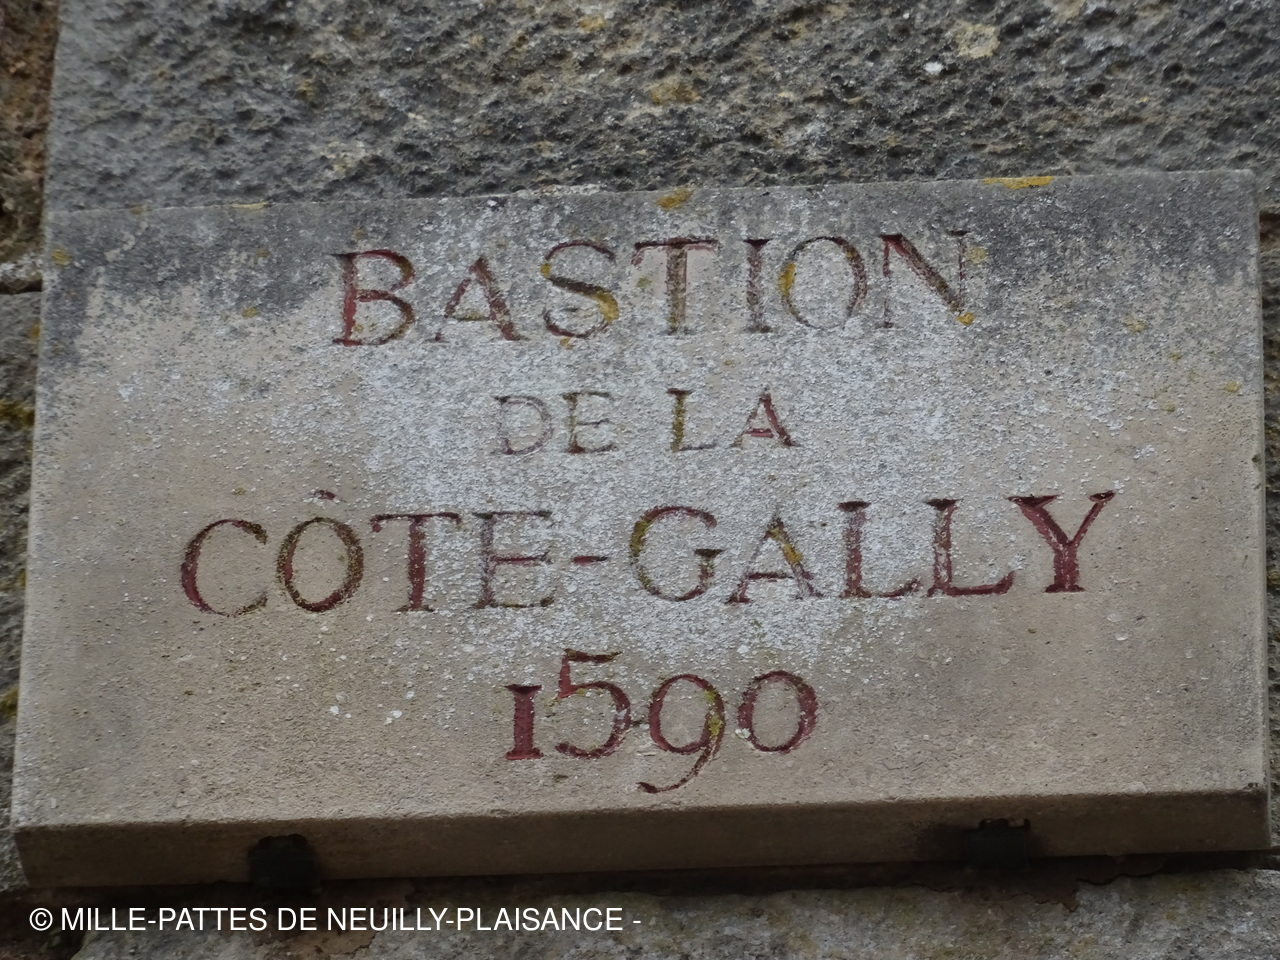 BASTION
DE LA
CÔTE-GALLY
1590
© MILLE-PATTES DE NEUILLY-PLAISANCE -